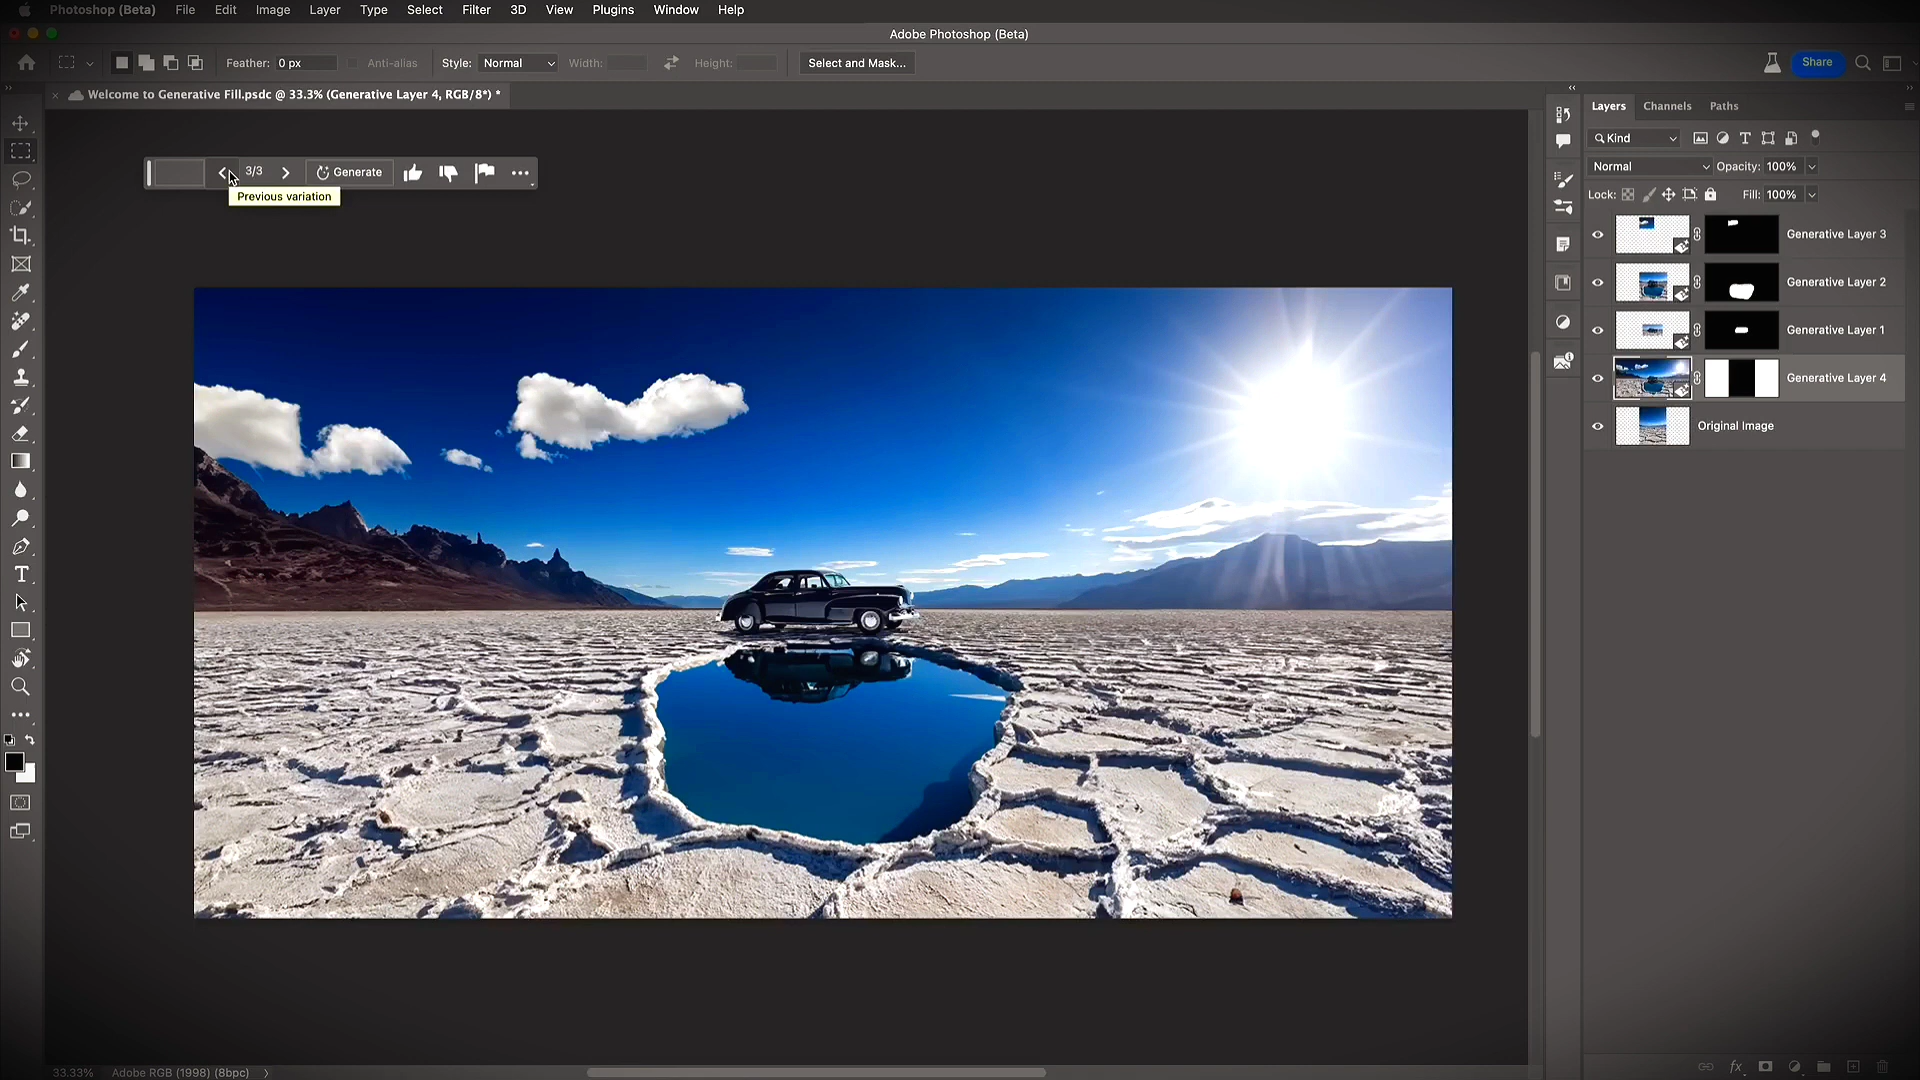 Photoshop (Beta) File Edit Image Layer Type Select Filter 3D View Plugins Window Help
Adobe Photoshop (Beta)
Feather: 0 px Anti-alias Style: Normal Width: Height: Select and Mask... Share
Welcome to Generative Fill.psdc @ 33.3% (Generative Layer 4, RGB/8*) *
Layers Channels Paths
Kind
Normal Opacity: 100%
Lock: Fill: 100%
3/3 Generate
Previous variation
Generative Layer 3
Generative Layer 2
Generative Layer 1
Generative Layer 4
Original Image
33.33% Adobe RGB (1998) (8bpc)
fx